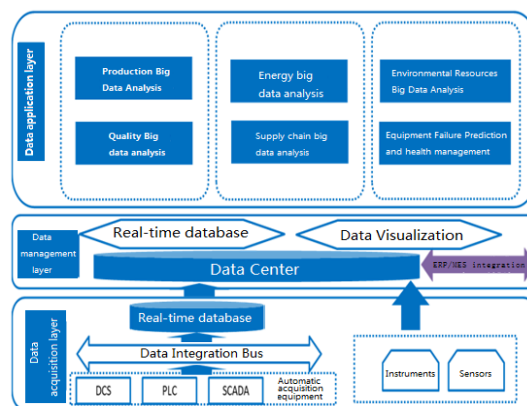 Data application layer
Production Big
Data Analysis
Energy big
data analysis
Environmental Resources
Big Data Analysis
Quality Big
data analysis
Supply chain big
data analysis
Equipment Failure Prediction
and health management
Data
management
layer
Real-time database
Data Visualization
Data Center
ERP/MES integration
Data
acquisition layer
Real-time database
Data Integration Bus
DCS
PLC
SCADA
Automatic
acquisition
equipment
Instruments
Sensors